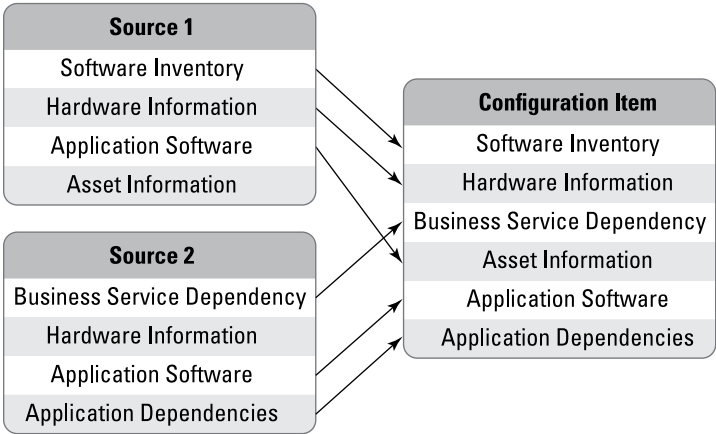 Source 1
Software Inventory
Hardware Information
Application Software
Asset Information
Source 2
Business Service Dependency
Hardware Information
Application Software
Application Dependencies
Configuration Item
Software Inventory
Hardware Information
Business Service Dependency
Asset Information
Application Software
Application Dependencies